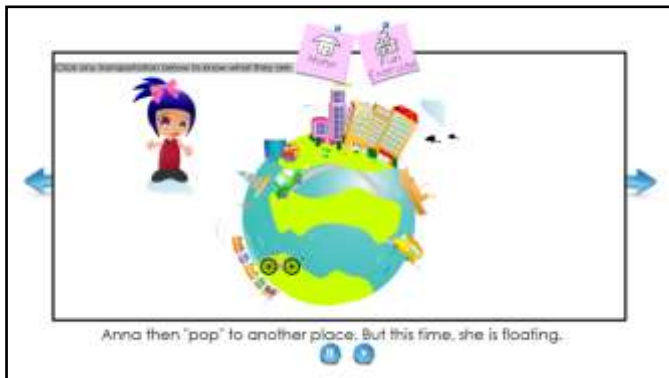 Home
Fun
Exercise
Click any transportation below to know what they are.
Anna then "pop" to another place. But this time, she is floating.